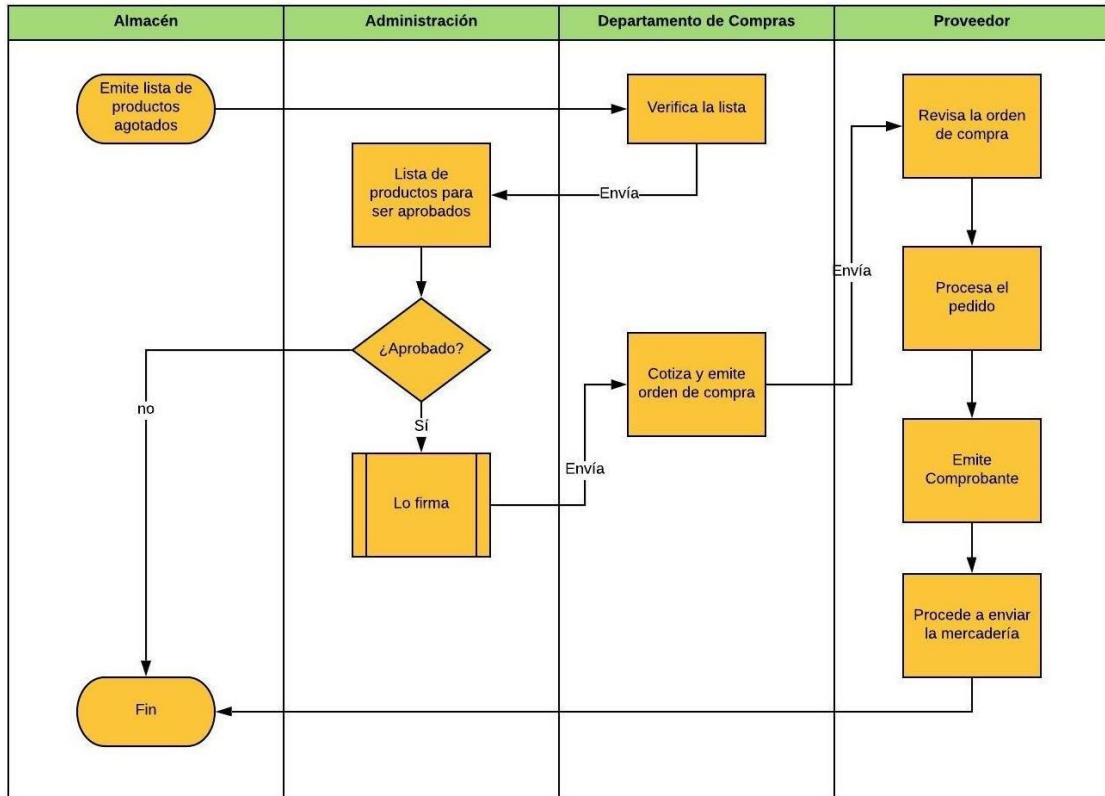 Almacén
Administración
Departamento de Compras
Proveedor
Emite lista de
productos
agotados
Verifica la lista
Revisa la orden
de compra
Lista de
productos para
ser aprobados
Envía
Envía
Procesa el
pedido
¿Aprobado?
Cotiza y emite
orden de compra
no
Sí
Emite
Comprobante
Envía
Lo firma
Procede a enviar
la mercadería
Fin